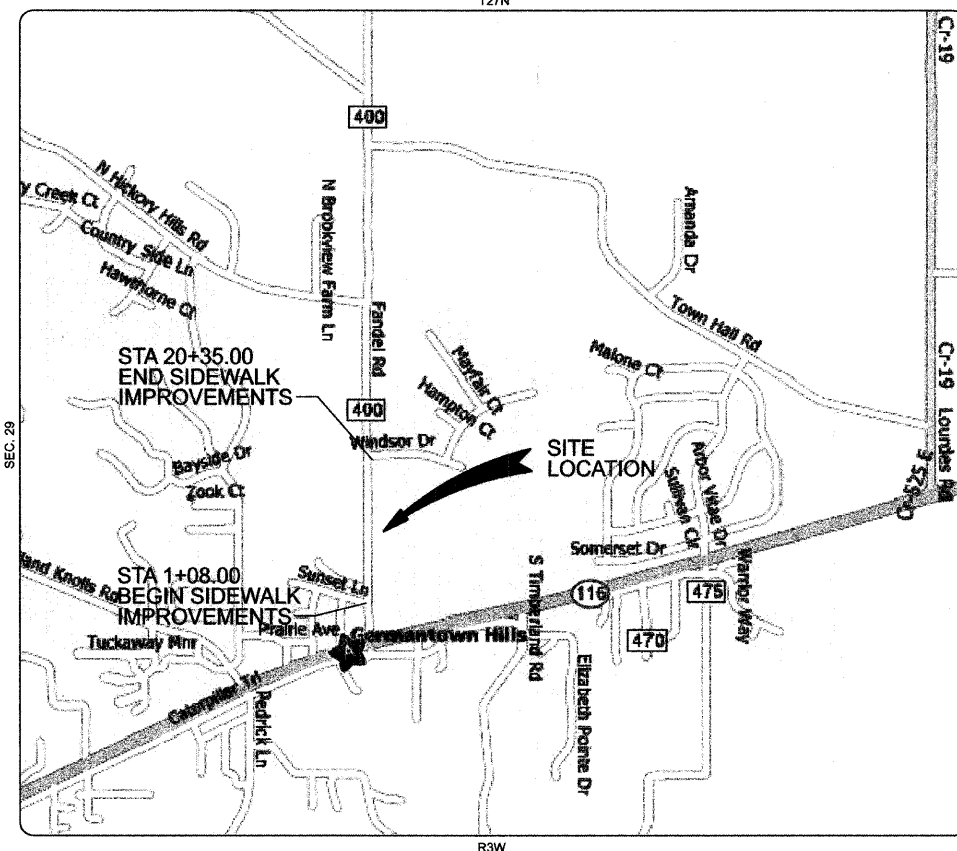 T27N
Cr-19
400
N Hickory Hills Rd
y Creek Ct
Country Side Ln
Hawthorne Ct
N Brookview Farm Ln
Fandel Rd
Amanda Dr
Town Hall Rd
STA 20+35.00
END SIDEWALK
IMPROVEMENTS
Mayfair Ct
Hampton Ct
Malone Ct
Cr-19
Lourdes Rd
400
Windsor Dr
SEC. 29
Bayside Dr
Zook Ct
SITE
LOCATION
Arbor Vitae Dr
Sullivan Cir
Cr-525 E
Somerset Dr
land Knolls Rd
STA 1+08.00
BEGIN SIDEWALK
IMPROVEMENTS
Sunset Ln
S Timberland Rd
116
475
Warrior Way
Prairie Ave
Germantown Hills
470
Tuckaway Mnr
Caterpillar Trl
Pedrick Ln
Elizabeth Pointe Dr
R3W